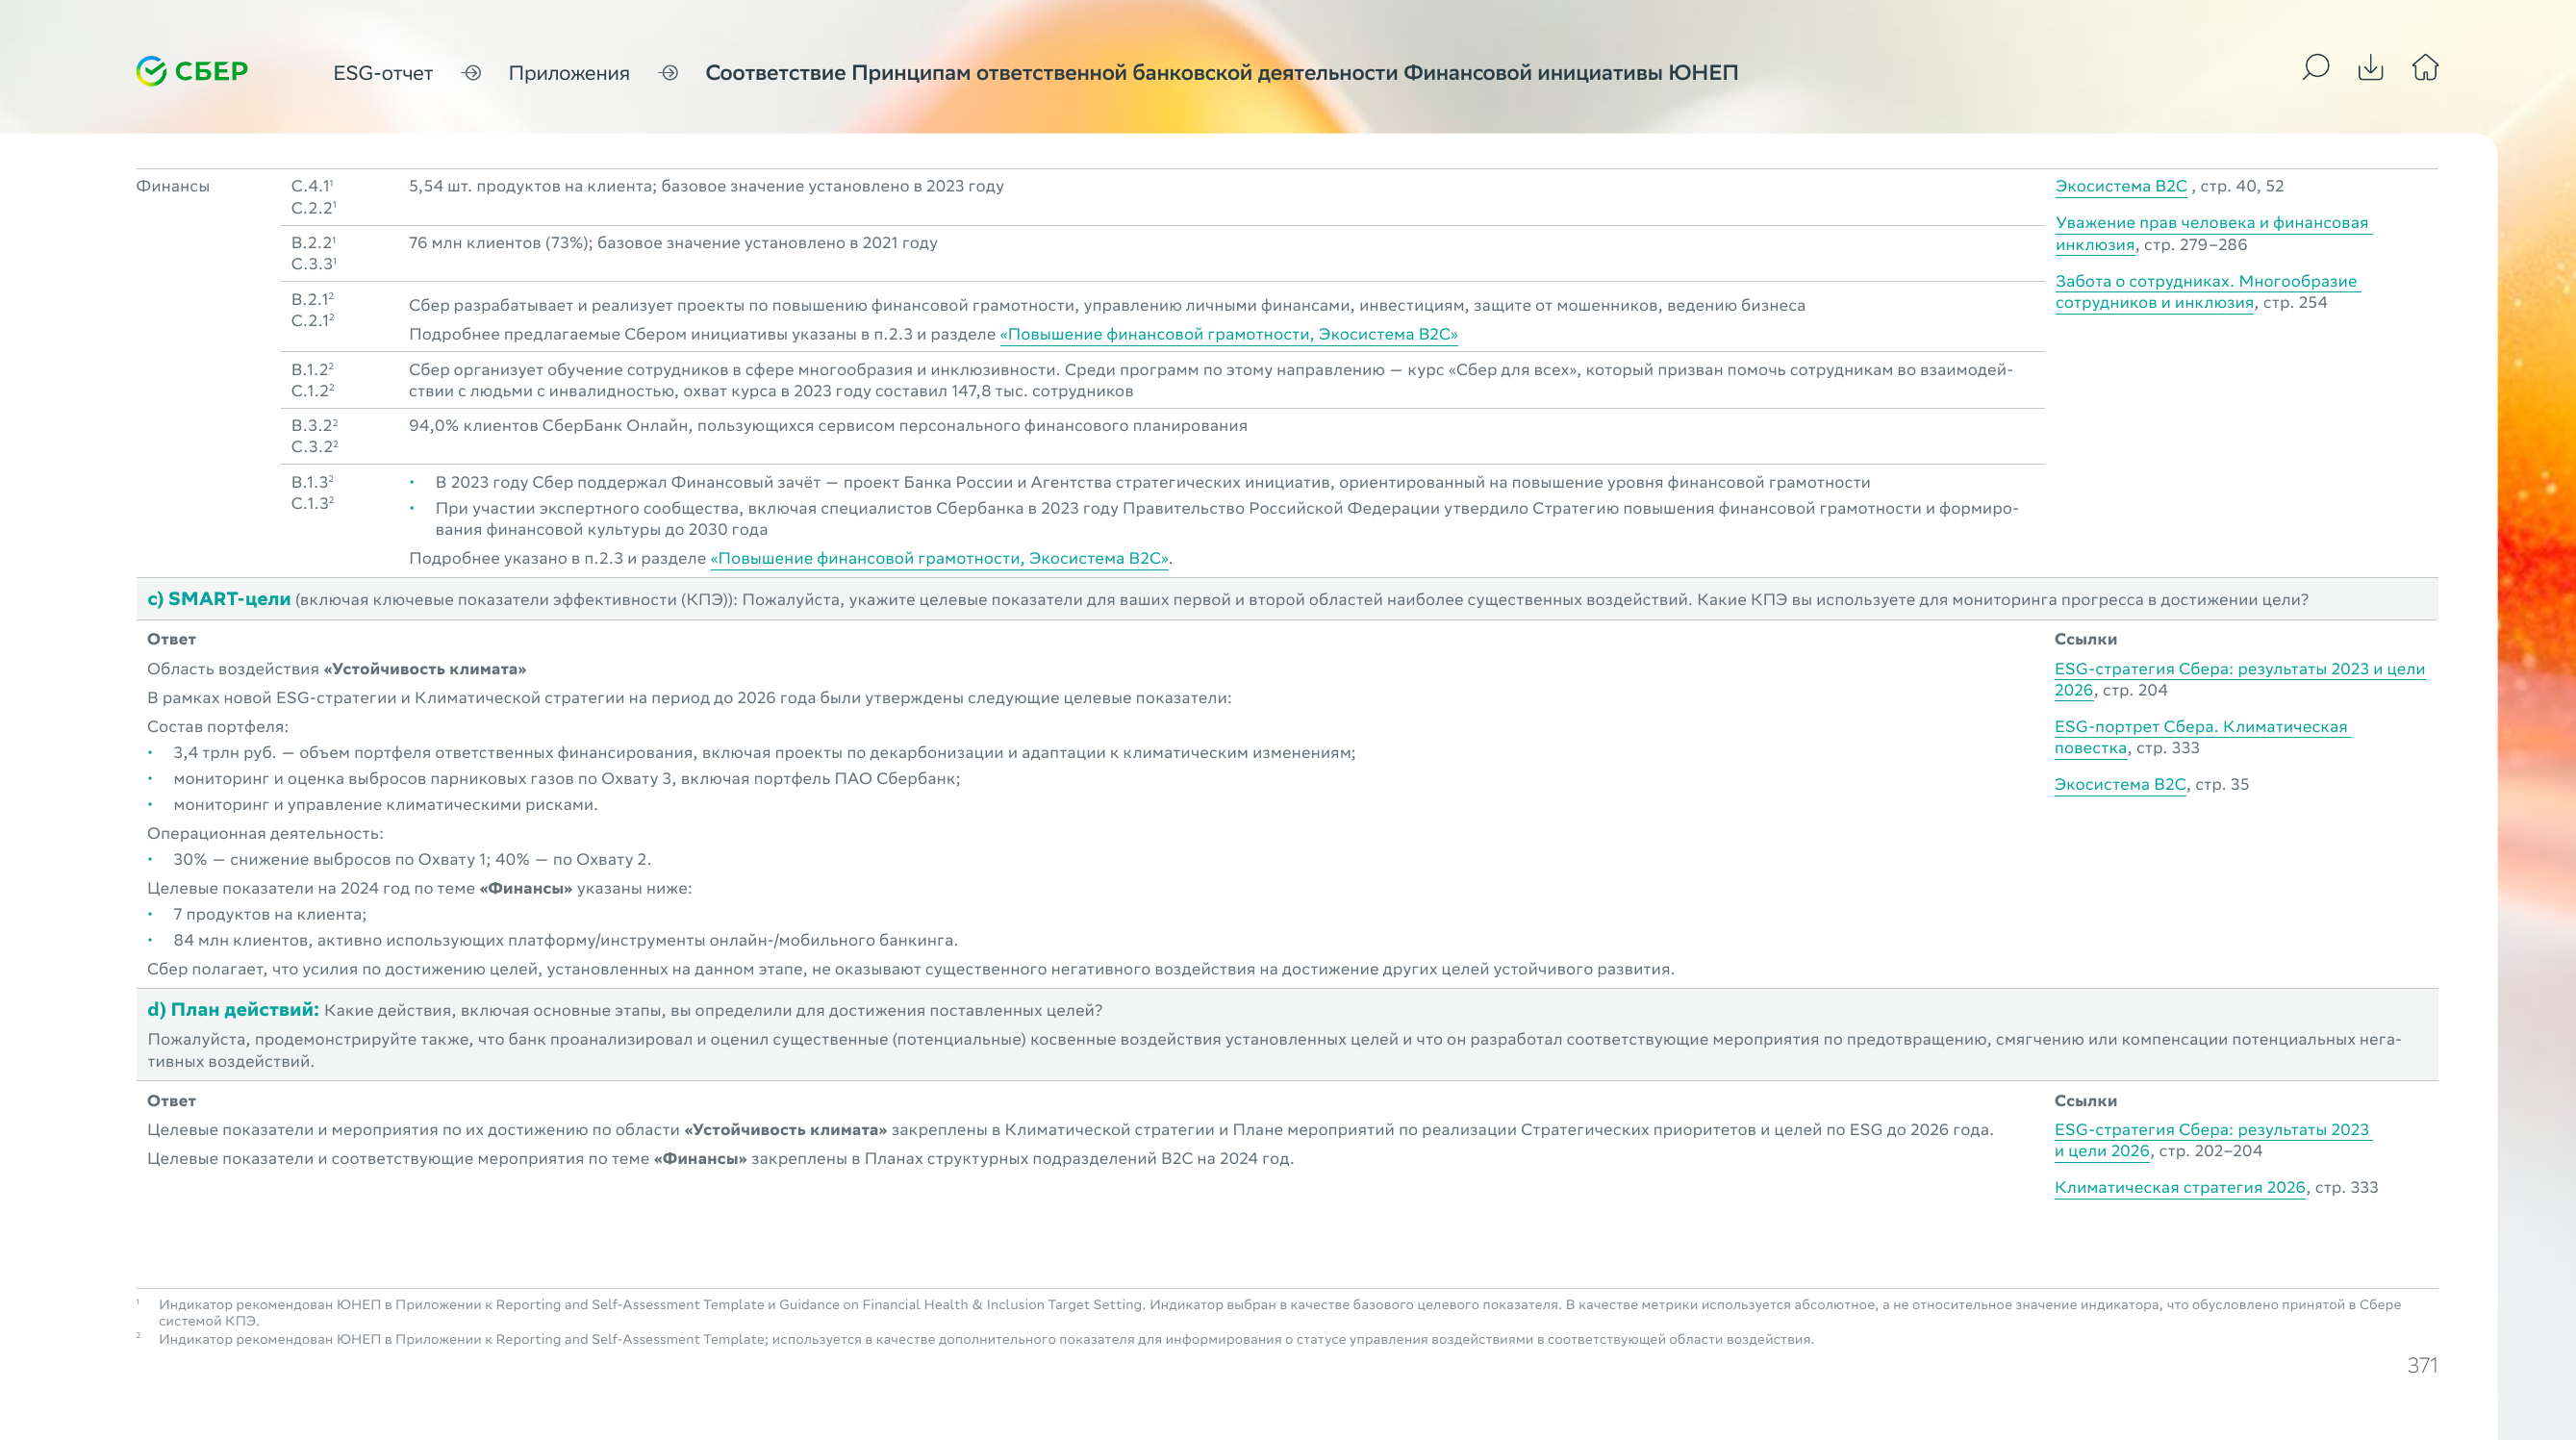 СБЕР
ESG-отчет
Приложения
Соответствие Принципам ответственной банковской деятельности Финансовой инициативы ЮНЕП
Финансы
C.4.1¹
C.2.2¹
5,54 шт. продуктов на клиента; базовое значение установлено в 2023 году
B.2.2¹
C.3.3¹
76 млн клиентов (73%); базовое значение установлено в 2021 году
B.2.1²
C.2.1²
Сбер разрабатывает и реализует проекты по повышению финансовой грамотности, управлению личными финансами, инвестициям, защите от мошенников, ведению бизнеса
Подробнее предлагаемые Сбером инициативы указаны в п.2.3 и разделе «Повышение финансовой грамотности, Экосистема B2C»
B.1.2²
C.1.2²
Сбер организует обучение сотрудников в сфере многообразия и инклюзивности. Среди программ по этому направлению — курс «Сбер для всех», который призван помочь сотрудникам во взаимодей-
ствии с людьми с инвалидностью, охват курса в 2023 году составил 147,8 тыс. сотрудников
B.3.2²
C.3.2²
94,0% клиентов СберБанк Онлайн, пользующихся сервисом персонального финансового планирования
B.1.3²
C.1.3²
• В 2023 году Сбер поддержал Финансовый зачёт — проект Банка России и Агентства стратегических инициатив, ориентированный на повышение уровня финансовой грамотности
• При участии экспертного сообщества, включая специалистов Сбербанка в 2023 году Правительство Российской Федерации утвердило Стратегию повышения финансовой грамотности и формиро-
вания финансовой культуры до 2030 года
Подробнее указано в п.2.3 и разделе «Повышение финансовой грамотности, Экосистема B2C».
Экосистема B2C , стр. 40, 52
Уважение прав человека и финансовая
инклюзия, стр. 279–286
Забота о сотрудниках. Многообразие
сотрудников и инклюзия, стр. 254
c) SMART-цели (включая ключевые показатели эффективности (КПЭ)): Пожалуйста, укажите целевые показатели для ваших первой и второй областей наиболее существенных воздействий. Какие КПЭ вы используете для мониторинга прогресса в достижении цели?
Ответ
Область воздействия «Устойчивость климата»
В рамках новой ESG-стратегии и Климатической стратегии на период до 2026 года были утверждены следующие целевые показатели:
Состав портфеля:
• 3,4 трлн руб. — объем портфеля ответственных финансирования, включая проекты по декарбонизации и адаптации к климатическим изменениям;
• мониторинг и оценка выбросов парниковых газов по Охвату 3, включая портфель ПАО Сбербанк;
• мониторинг и управление климатическими рисками.
Операционная деятельность:
• 30% — снижение выбросов по Охвату 1; 40% — по Охвату 2.
Целевые показатели на 2024 год по теме «Финансы» указаны ниже:
• 7 продуктов на клиента;
• 84 млн клиентов, активно использующих платформу/инструменты онлайн-/мобильного банкинга.
Сбер полагает, что усилия по достижению целей, установленных на данном этапе, не оказывают существенного негативного воздействия на достижение других целей устойчивого развития.
Ссылки
ESG-стратегия Сбера: результаты 2023 и цели
2026, стр. 204
ESG-портрет Сбера. Климатическая
повестка, стр. 333
Экосистема B2C, стр. 35
d) План действий: Какие действия, включая основные этапы, вы определили для достижения поставленных целей?
Пожалуйста, продемонстрируйте также, что банк проанализировал и оценил существенные (потенциальные) косвенные воздействия установленных целей и что он разработал соответствующие мероприятия по предотвращению, смягчению или компенсации потенциальных нега-
тивных воздействий.
Ответ
Целевые показатели и мероприятия по их достижению по области «Устойчивость климата» закреплены в Климатической стратегии и Плане мероприятий по реализации Стратегических приоритетов и целей по ESG до 2026 года.
Целевые показатели и соответствующие мероприятия по теме «Финансы» закреплены в Планах структурных подразделений B2C на 2024 год.
Ссылки
ESG-стратегия Сбера: результаты 2023
и цели 2026, стр. 202–204
Климатическая стратегия 2026, стр. 333
¹ Индикатор рекомендован ЮНЕП в Приложении к Reporting and Self-Assessment Template и Guidance on Financial Health & Inclusion Target Setting. Индикатор выбран в качестве базового целевого показателя. В качестве метрики используется абсолютное, а не относительное значение индикатора, что обусловлено принятой в Сбере
системой КПЭ.
² Индикатор рекомендован ЮНЕП в Приложении к Reporting and Self-Assessment Template; используется в качестве дополнительного показателя для информирования о статусе управления воздействиями в соответствующей области воздействия.
371